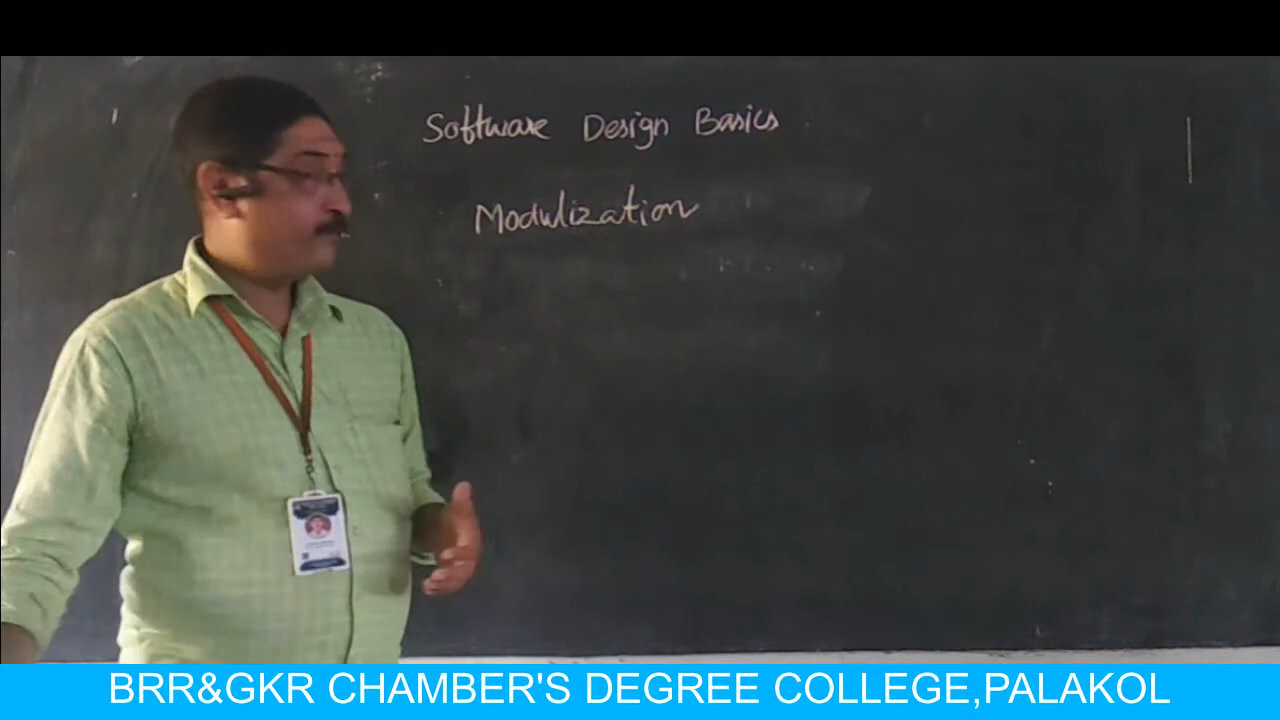 Software Design Basics
Modulization
BRR&GKR CHAMBER'S DEGREE COLLEGE,PALAKOL